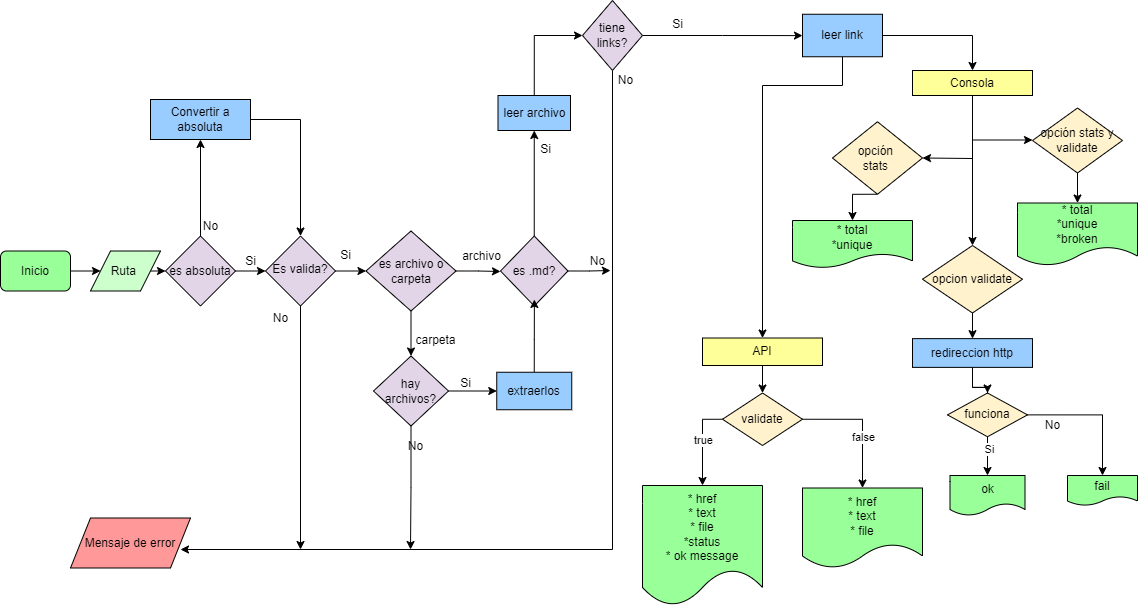 Inicio
Ruta
es absoluta
No
Convertir a
absoluta
Si
Es valida?
No
Si
es archivo o
carpeta
archivo
carpeta
hay
archivos?
Si
No
extraerlos
es .md?
No
Si
leer archivo
tiene
links?
No
Si
leer link
Mensaje de error
Consola
opción
stats
* total
*unique
opción stats y
validate
* total
*unique
*broken
opcion validate
redireccion http
funciona
Si
No
ok
fail
API
validate
true
false
* href
* text
* file
*status
* ok message
* href
* text
* file